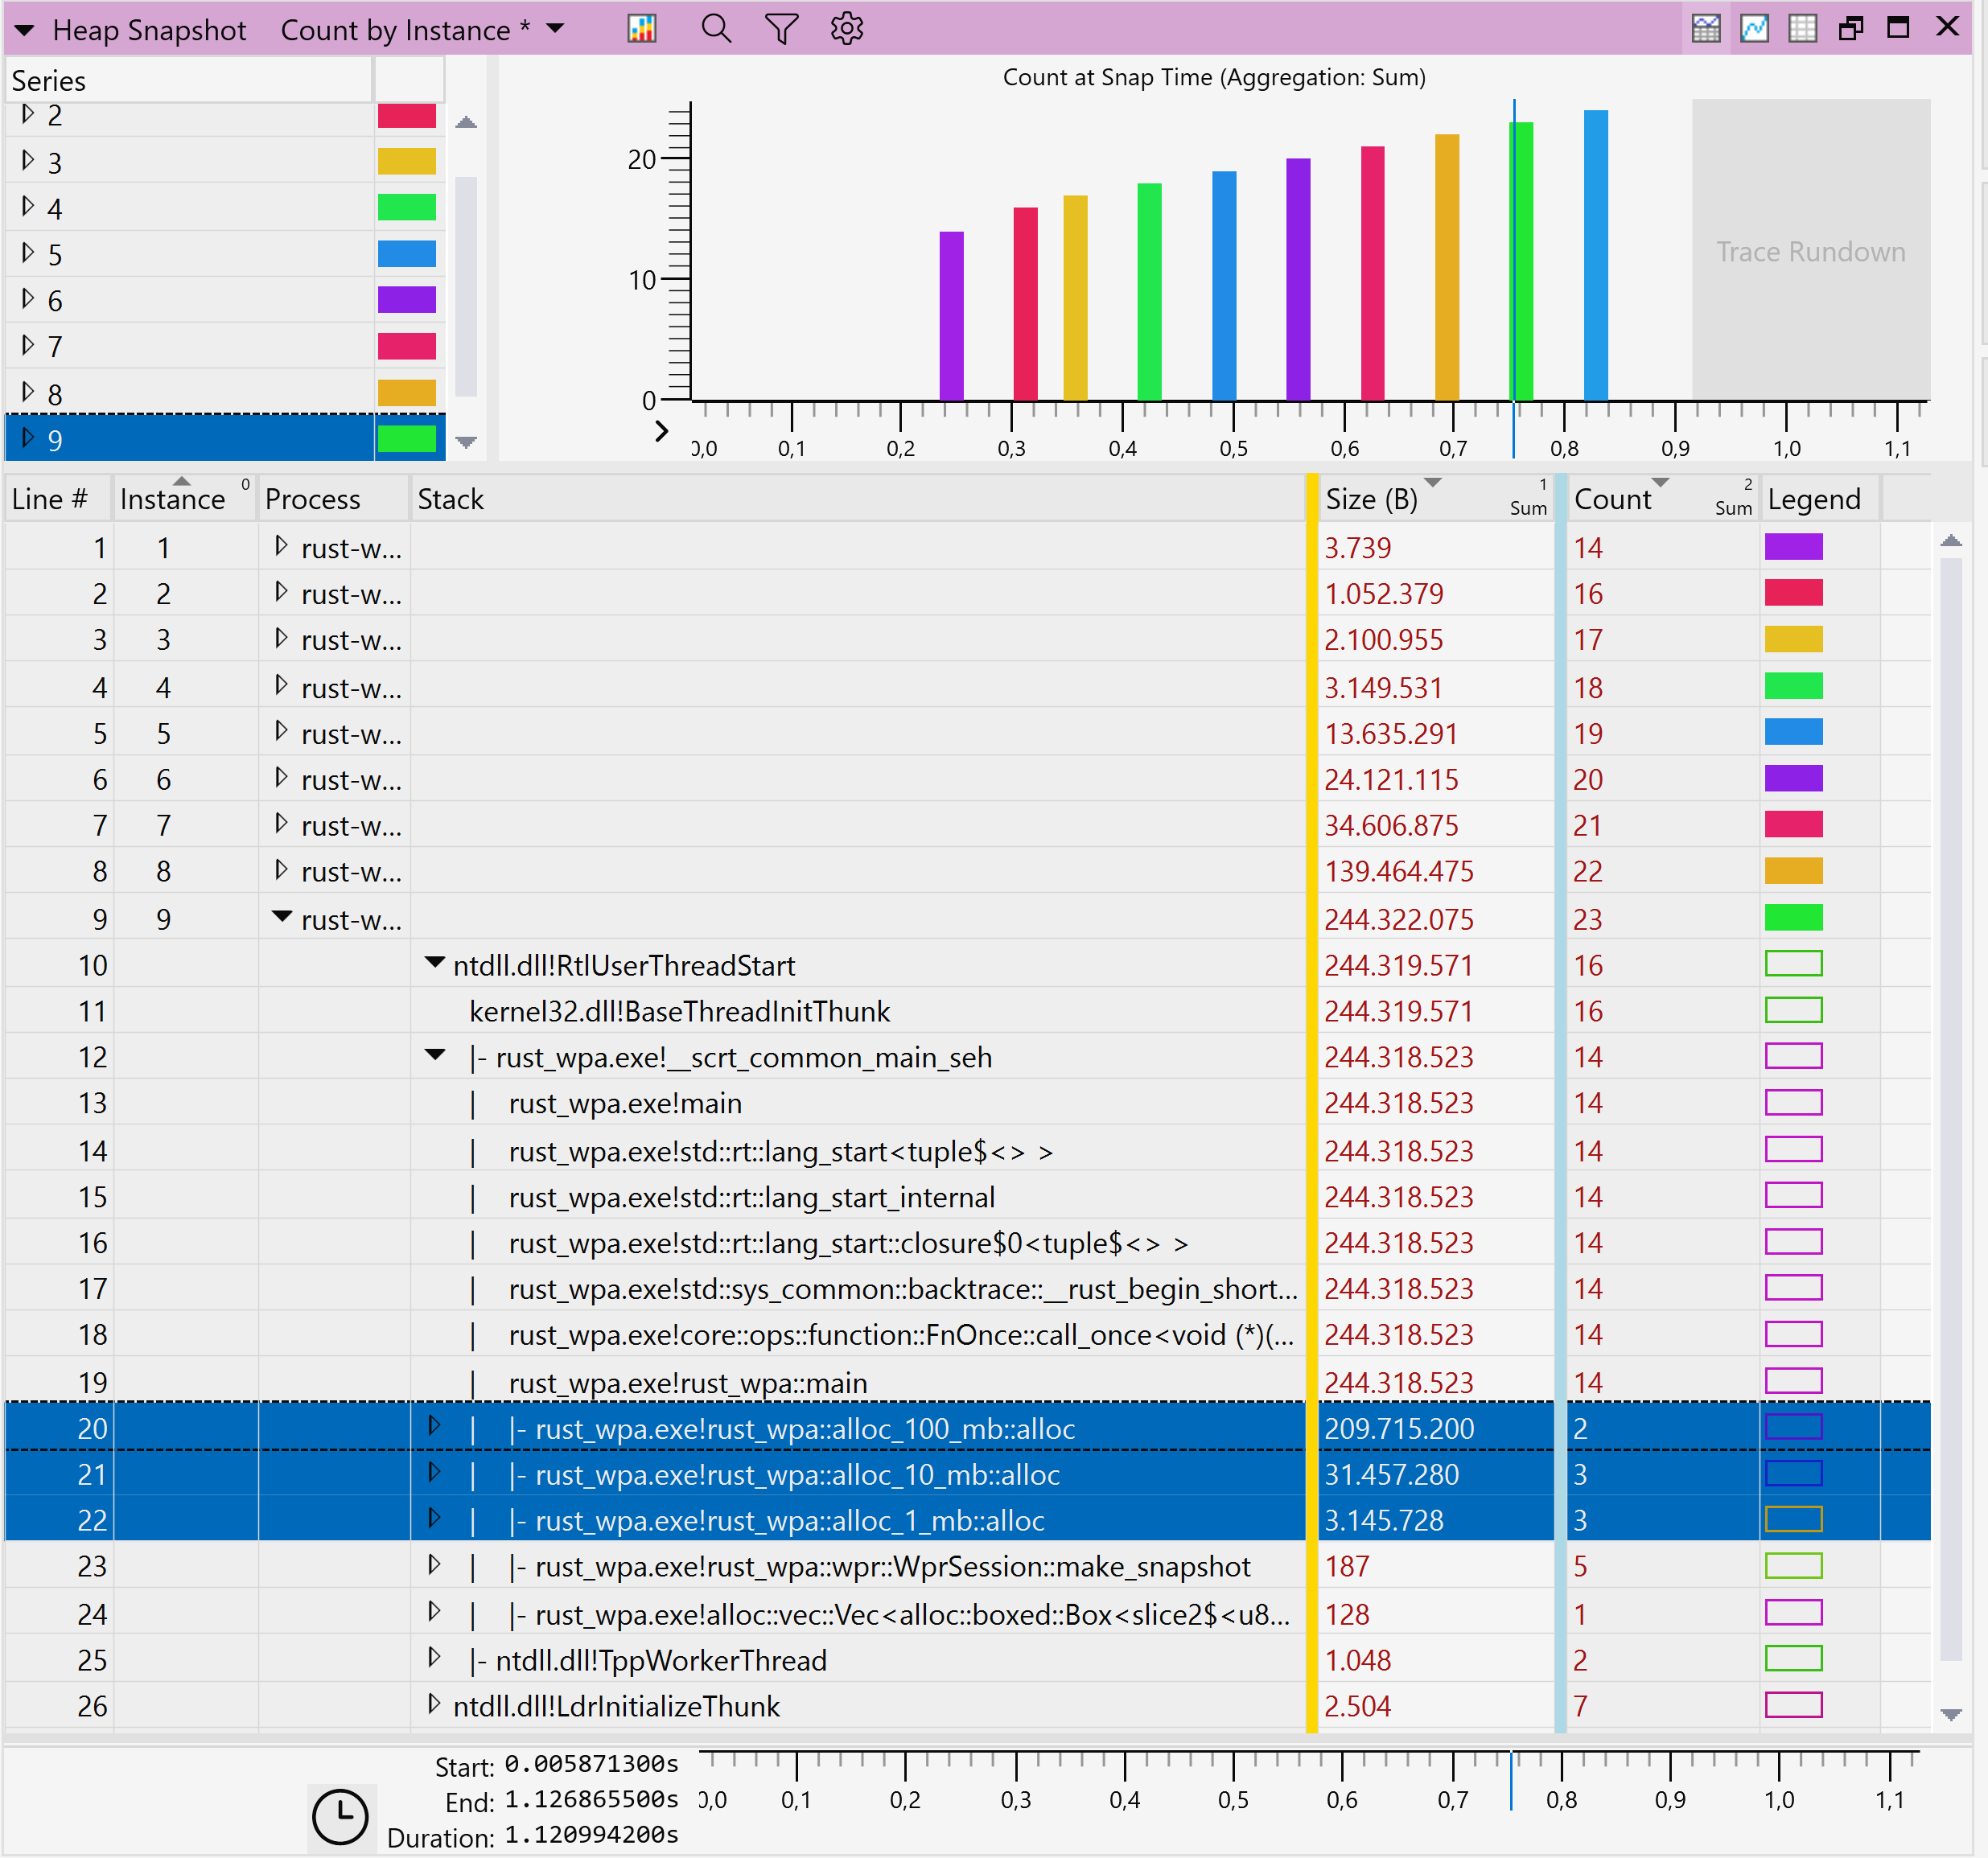 Heap Snapshot Count by Instance *
Series
2
3
4
5
6
7
8
9
Count at Snap Time (Aggregation: Sum)
20
10
0
Trace Rundown
0,0 0,1 0,2 0,3 0,4 0,5 0,6 0,7 0,8 0,9 1,0 1,1
Line # Instance 0 Process Stack Size (B) 1 Sum Count 2 Sum Legend
1 1 rust-w... 3.739 14
2 2 rust-w... 1.052.379 16
3 3 rust-w... 2.100.955 17
4 4 rust-w... 3.149.531 18
5 5 rust-w... 13.635.291 19
6 6 rust-w... 24.121.115 20
7 7 rust-w... 34.606.875 21
8 8 rust-w... 139.464.475 22
9 9 rust-w... 244.322.075 23
10 ntdll.dll!RtlUserThreadStart 244.319.571 16
11 kernel32.dll!BaseThreadInitThunk 244.319.571 16
12 |- rust_wpa.exe!__scrt_common_main_seh 244.318.523 14
13 | rust_wpa.exe!main 244.318.523 14
14 | rust_wpa.exe!std::rt::lang_start<tuple$<> > 244.318.523 14
15 | rust_wpa.exe!std::rt::lang_start_internal 244.318.523 14
16 | rust_wpa.exe!std::rt::lang_start::closure$0<tuple$<> > 244.318.523 14
17 | rust_wpa.exe!std::sys_common::backtrace::__rust_begin_short... 244.318.523 14
18 | rust_wpa.exe!core::ops::function::FnOnce::call_once<void (*)(... 244.318.523 14
19 | rust_wpa.exe!rust_wpa::main 244.318.523 14
20 | |- rust_wpa.exe!rust_wpa::alloc_100_mb::alloc 209.715.200 2
21 | |- rust_wpa.exe!rust_wpa::alloc_10_mb::alloc 31.457.280 3
22 | |- rust_wpa.exe!rust_wpa::alloc_1_mb::alloc 3.145.728 3
23 | |- rust_wpa.exe!rust_wpa::wpr::WprSession::make_snapshot 187 5
24 | |- rust_wpa.exe!alloc::vec::Vec<alloc::boxed::Box<slice2$<u8... 128 1
25 |- ntdll.dll!TppWorkerThread 1.048 2
26 ntdll.dll!LdrInitializeThunk 2.504 7
Start: 0.005871300s
End: 1.126865500s
Duration: 1.120994200s
0,0 0,1 0,2 0,3 0,4 0,5 0,6 0,7 0,8 0,9 1,0 1,1